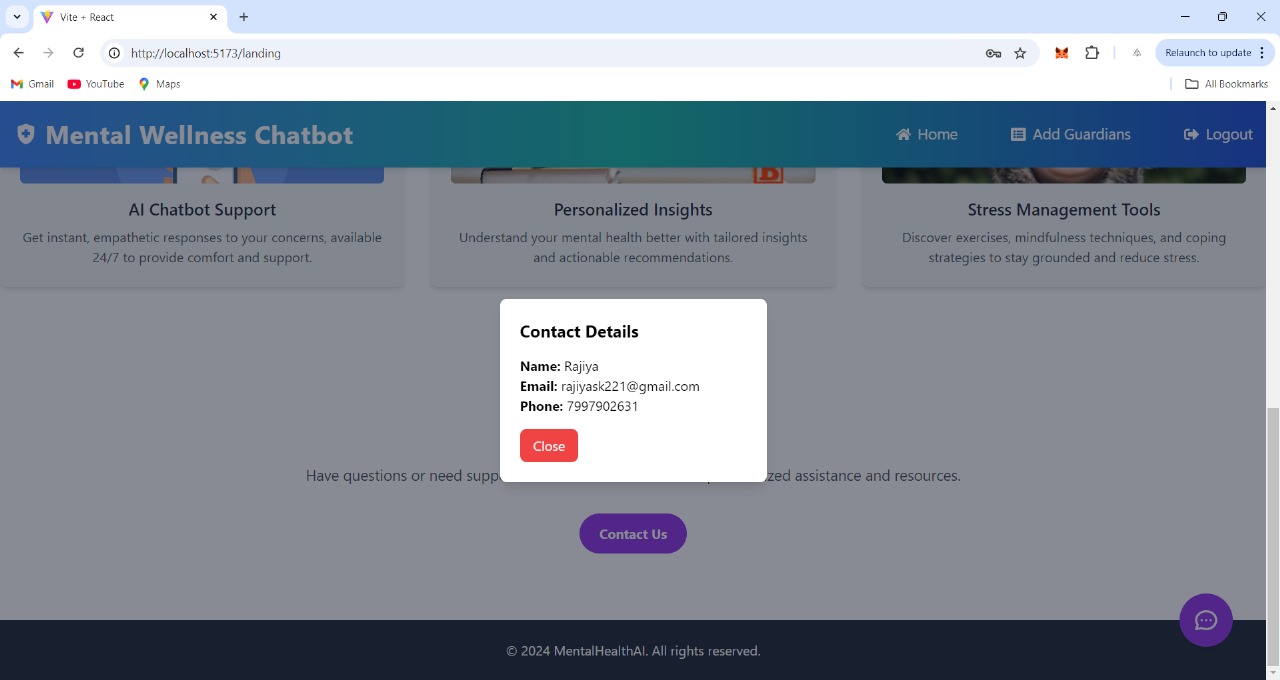 Vite + React
http://localhost:5173/landing
Relaunch to update
Gmail
YouTube
Maps
All Bookmarks
Mental Wellness Chatbot
Home
Add Guardians
Logout
B
AI Chatbot Support
Get instant, empathetic responses to your concerns, available
24/7 to provide comfort and support.
Personalized Insights
Understand your mental health better with tailored insights
and actionable recommendations.
Stress Management Tools
Discover exercises, mindfulness techniques, and coping
strategies to stay grounded and reduce stress.
Contact Details
Name: Rajiya
Email: rajiyask221@gmail.com
Phone: 7997902631
Close
Have questions or need assistance and resources.
Contact Us
© 2024 MentalHealthAI. All rights reserved.